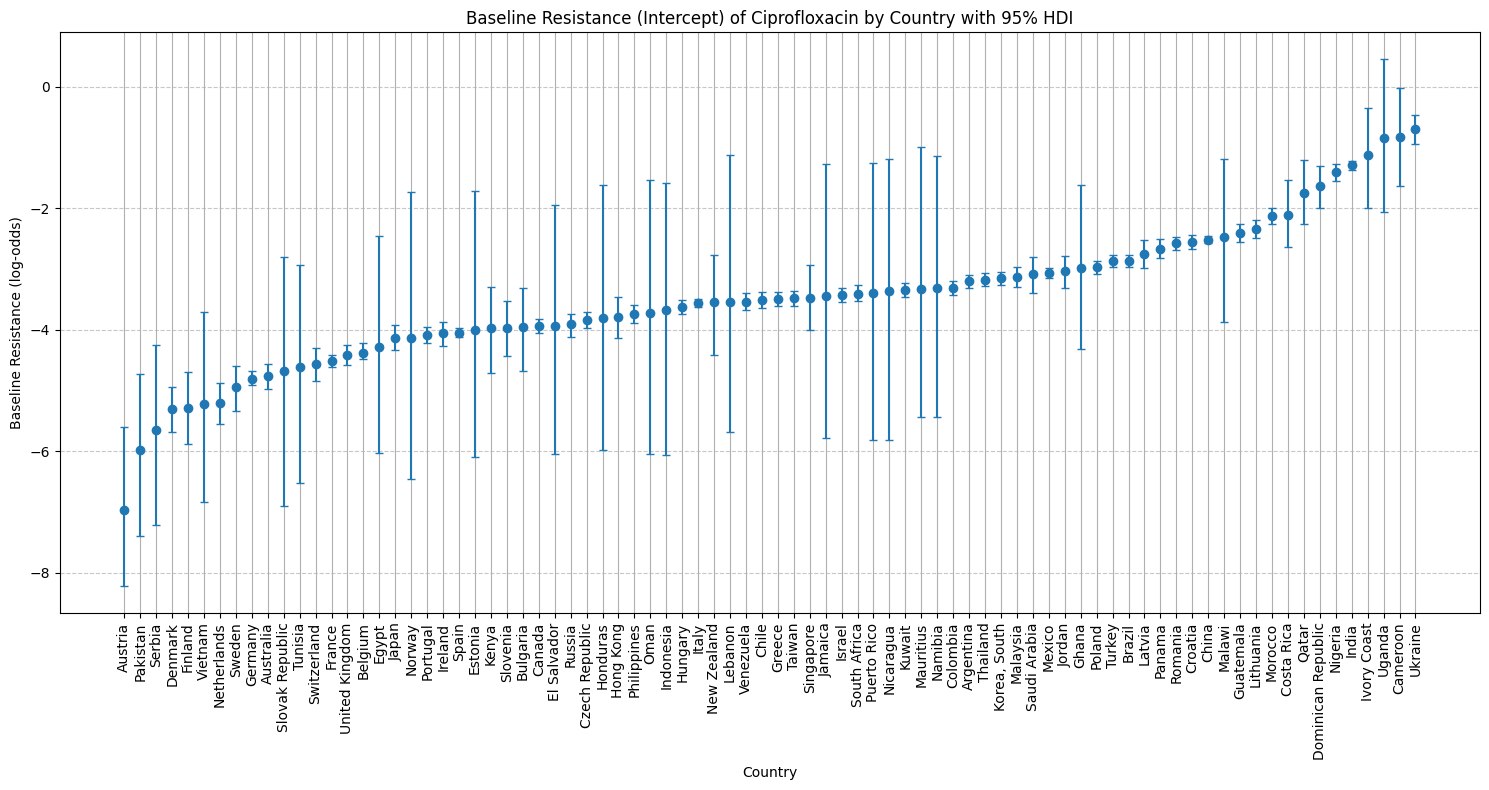 Baseline Resistance (Intercept) of Ciprofloxacin by Country with 95% HDI
Baseline Resistance (log-odds)
0
−2
−4
−6
−8
Austria
Pakistan
Serbia
Denmark
Finland
Vietnam
Netherlands
Sweden
Germany
Australia
Slovak Republic
Tunisia
Switzerland
France
United Kingdom
Belgium
Egypt
Japan
Norway
Portugal
Ireland
Spain
Estonia
Kenya
Slovenia
Bulgaria
Canada
El Salvador
Russia
Czech Republic
Honduras
Hong Kong
Philippines
Oman
Indonesia
Hungary
Italy
New Zealand
Lebanon
Venezuela
Chile
Greece
Taiwan
Singapore
Jamaica
Israel
South Africa
Puerto Rico
Nicaragua
Kuwait
Mauritius
Namibia
Colombia
Argentina
Thailand
Korea, South
Malaysia
Saudi Arabia
Mexico
Jordan
Ghana
Poland
Turkey
Brazil
Latvia
Panama
Romania
Croatia
China
Malawi
Guatemala
Lithuania
Morocco
Costa Rica
Qatar
Dominican Republic
Nigeria
India
Ivory Coast
Uganda
Cameroon
Ukraine
Country